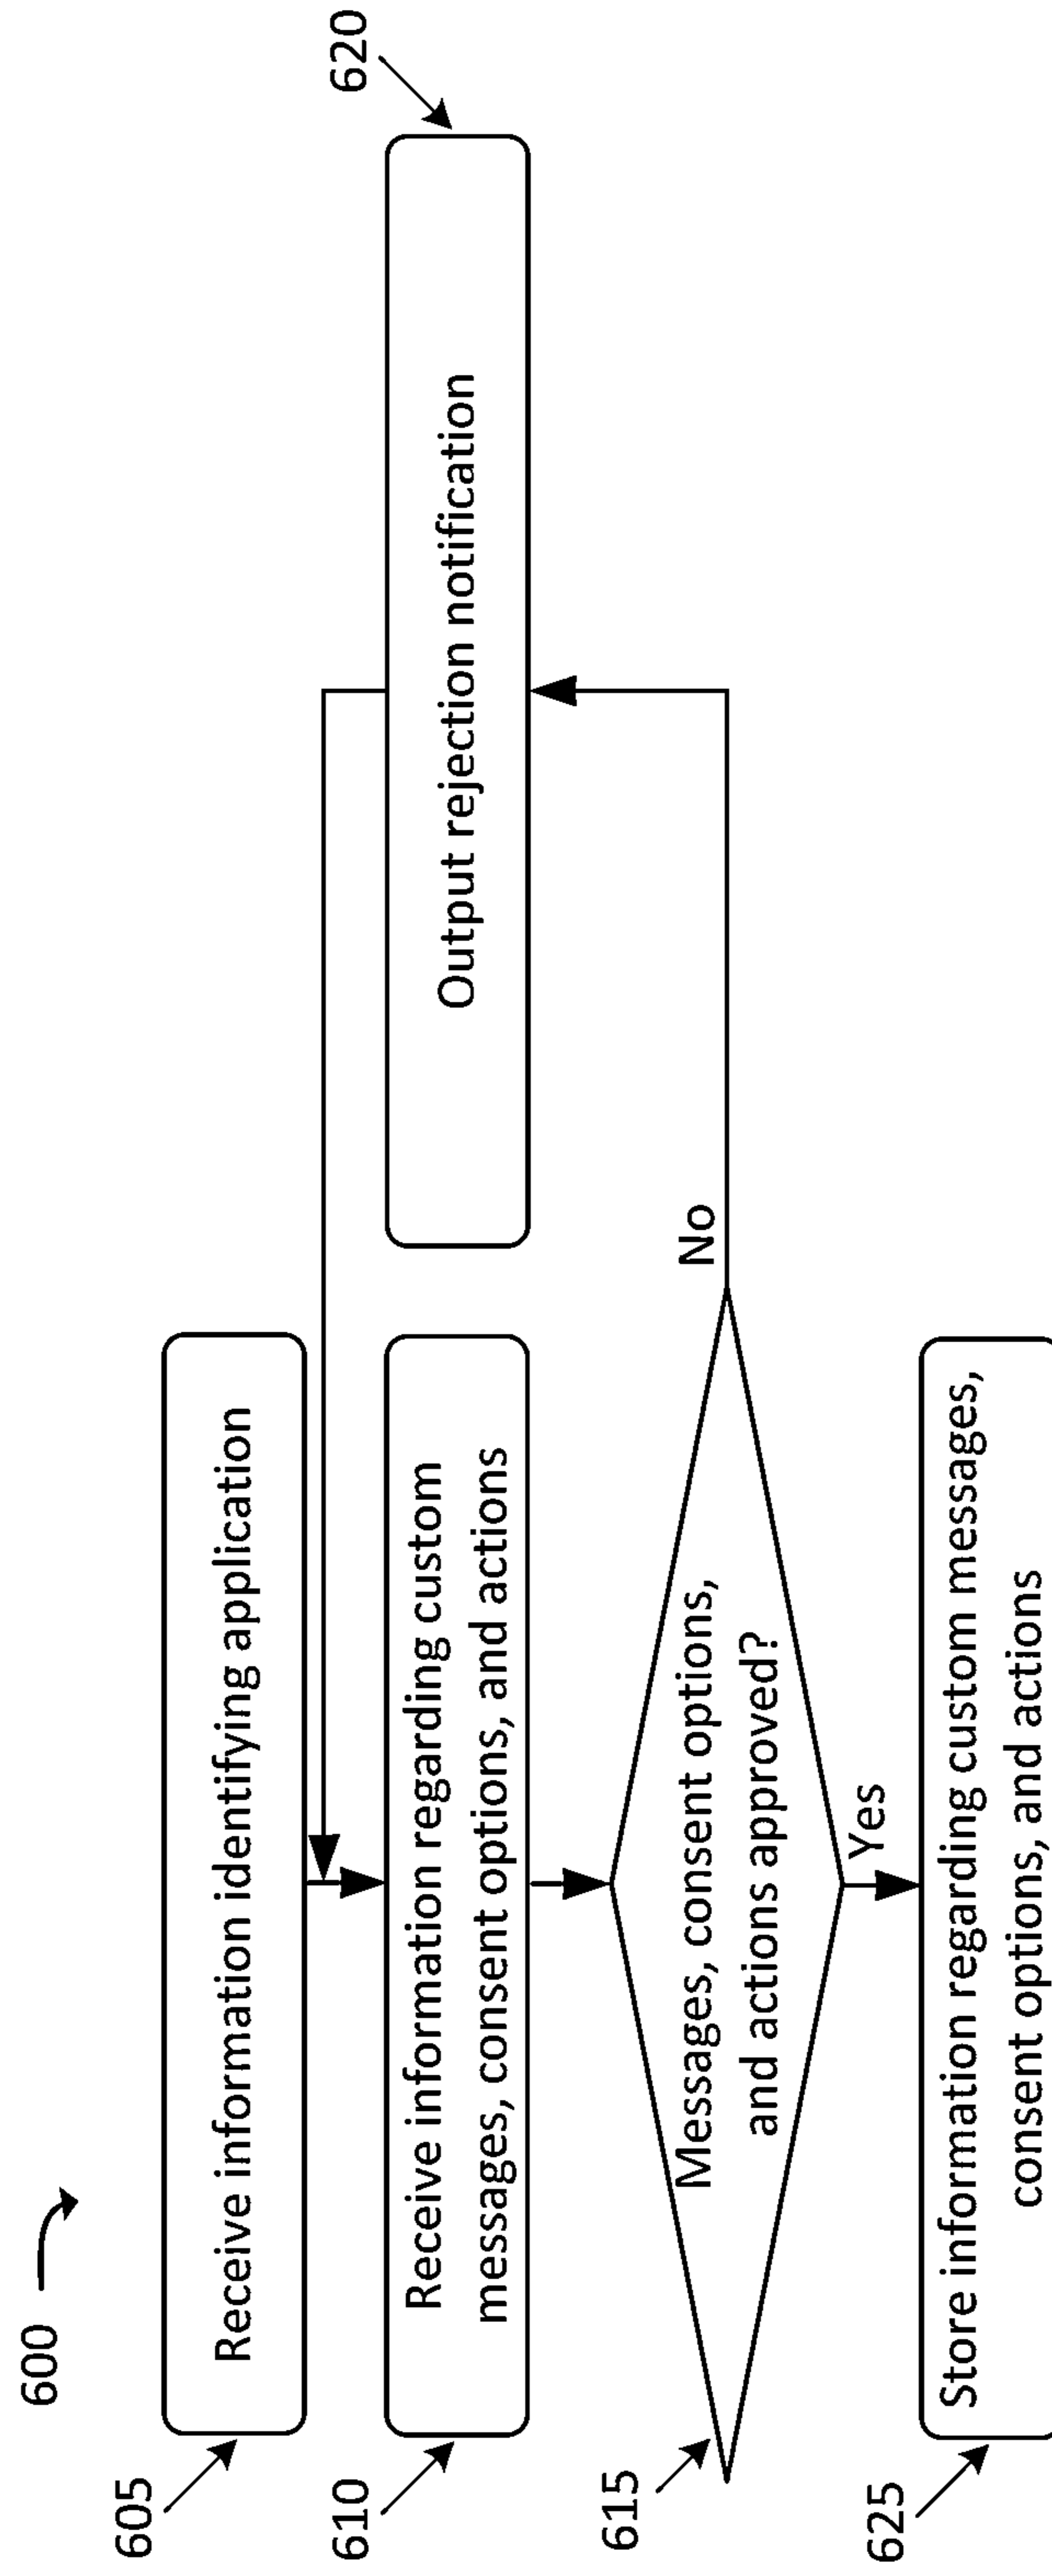 600
605
Receive information identifying application
610
Receive information regarding custom
messages, consent options, and actions
620
Output rejection notification
615
Messages, consent options,
and actions approved?
No
Yes
625
Store information regarding custom messages,
consent options, and actions